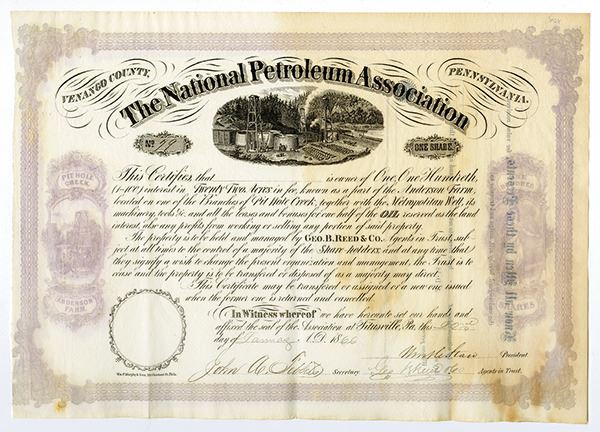 VENANGO COUNTY,
PENNSYLVANIA.
The National Petroleum Association
No
ONE SHARE.
PIT HOLE
CREEK.
This Certifies, that is owner of One, One Hundreth,
(1-100) interest in Twenty Two Acres in fee, known as a part of the Anderson Farm,
located on one of the Branches of Pit Hole Creek, together with the Metropolitan Well, its
machinery, tools &c, and all the leases and bonuses for one half of the OIL reserved as the land
interest, also any profits from working or selling any portion of said property.
The property is to be held and managed by Geo. B. Reed & Co. Agents in Trust, sub-
ject at all times to the control of a majority of the Share holders, and at any time that
they signify a wish to change the present organization and management, the Trust is to
cease and the property is to be transfered or disposed of as a majority may direct.
This Certificate may be transfered or assigned or a new one issued
when the former one is returned and cancelled.
ANDERSON
FARM.
SHARES
Know all Men by these Presents
In Witness whereof we have hereunto set our hands and
affixed the seal of the Association at Titusville, Pa. this
day of A.D. 1866
President
John A. Secretary Agents in Trust.